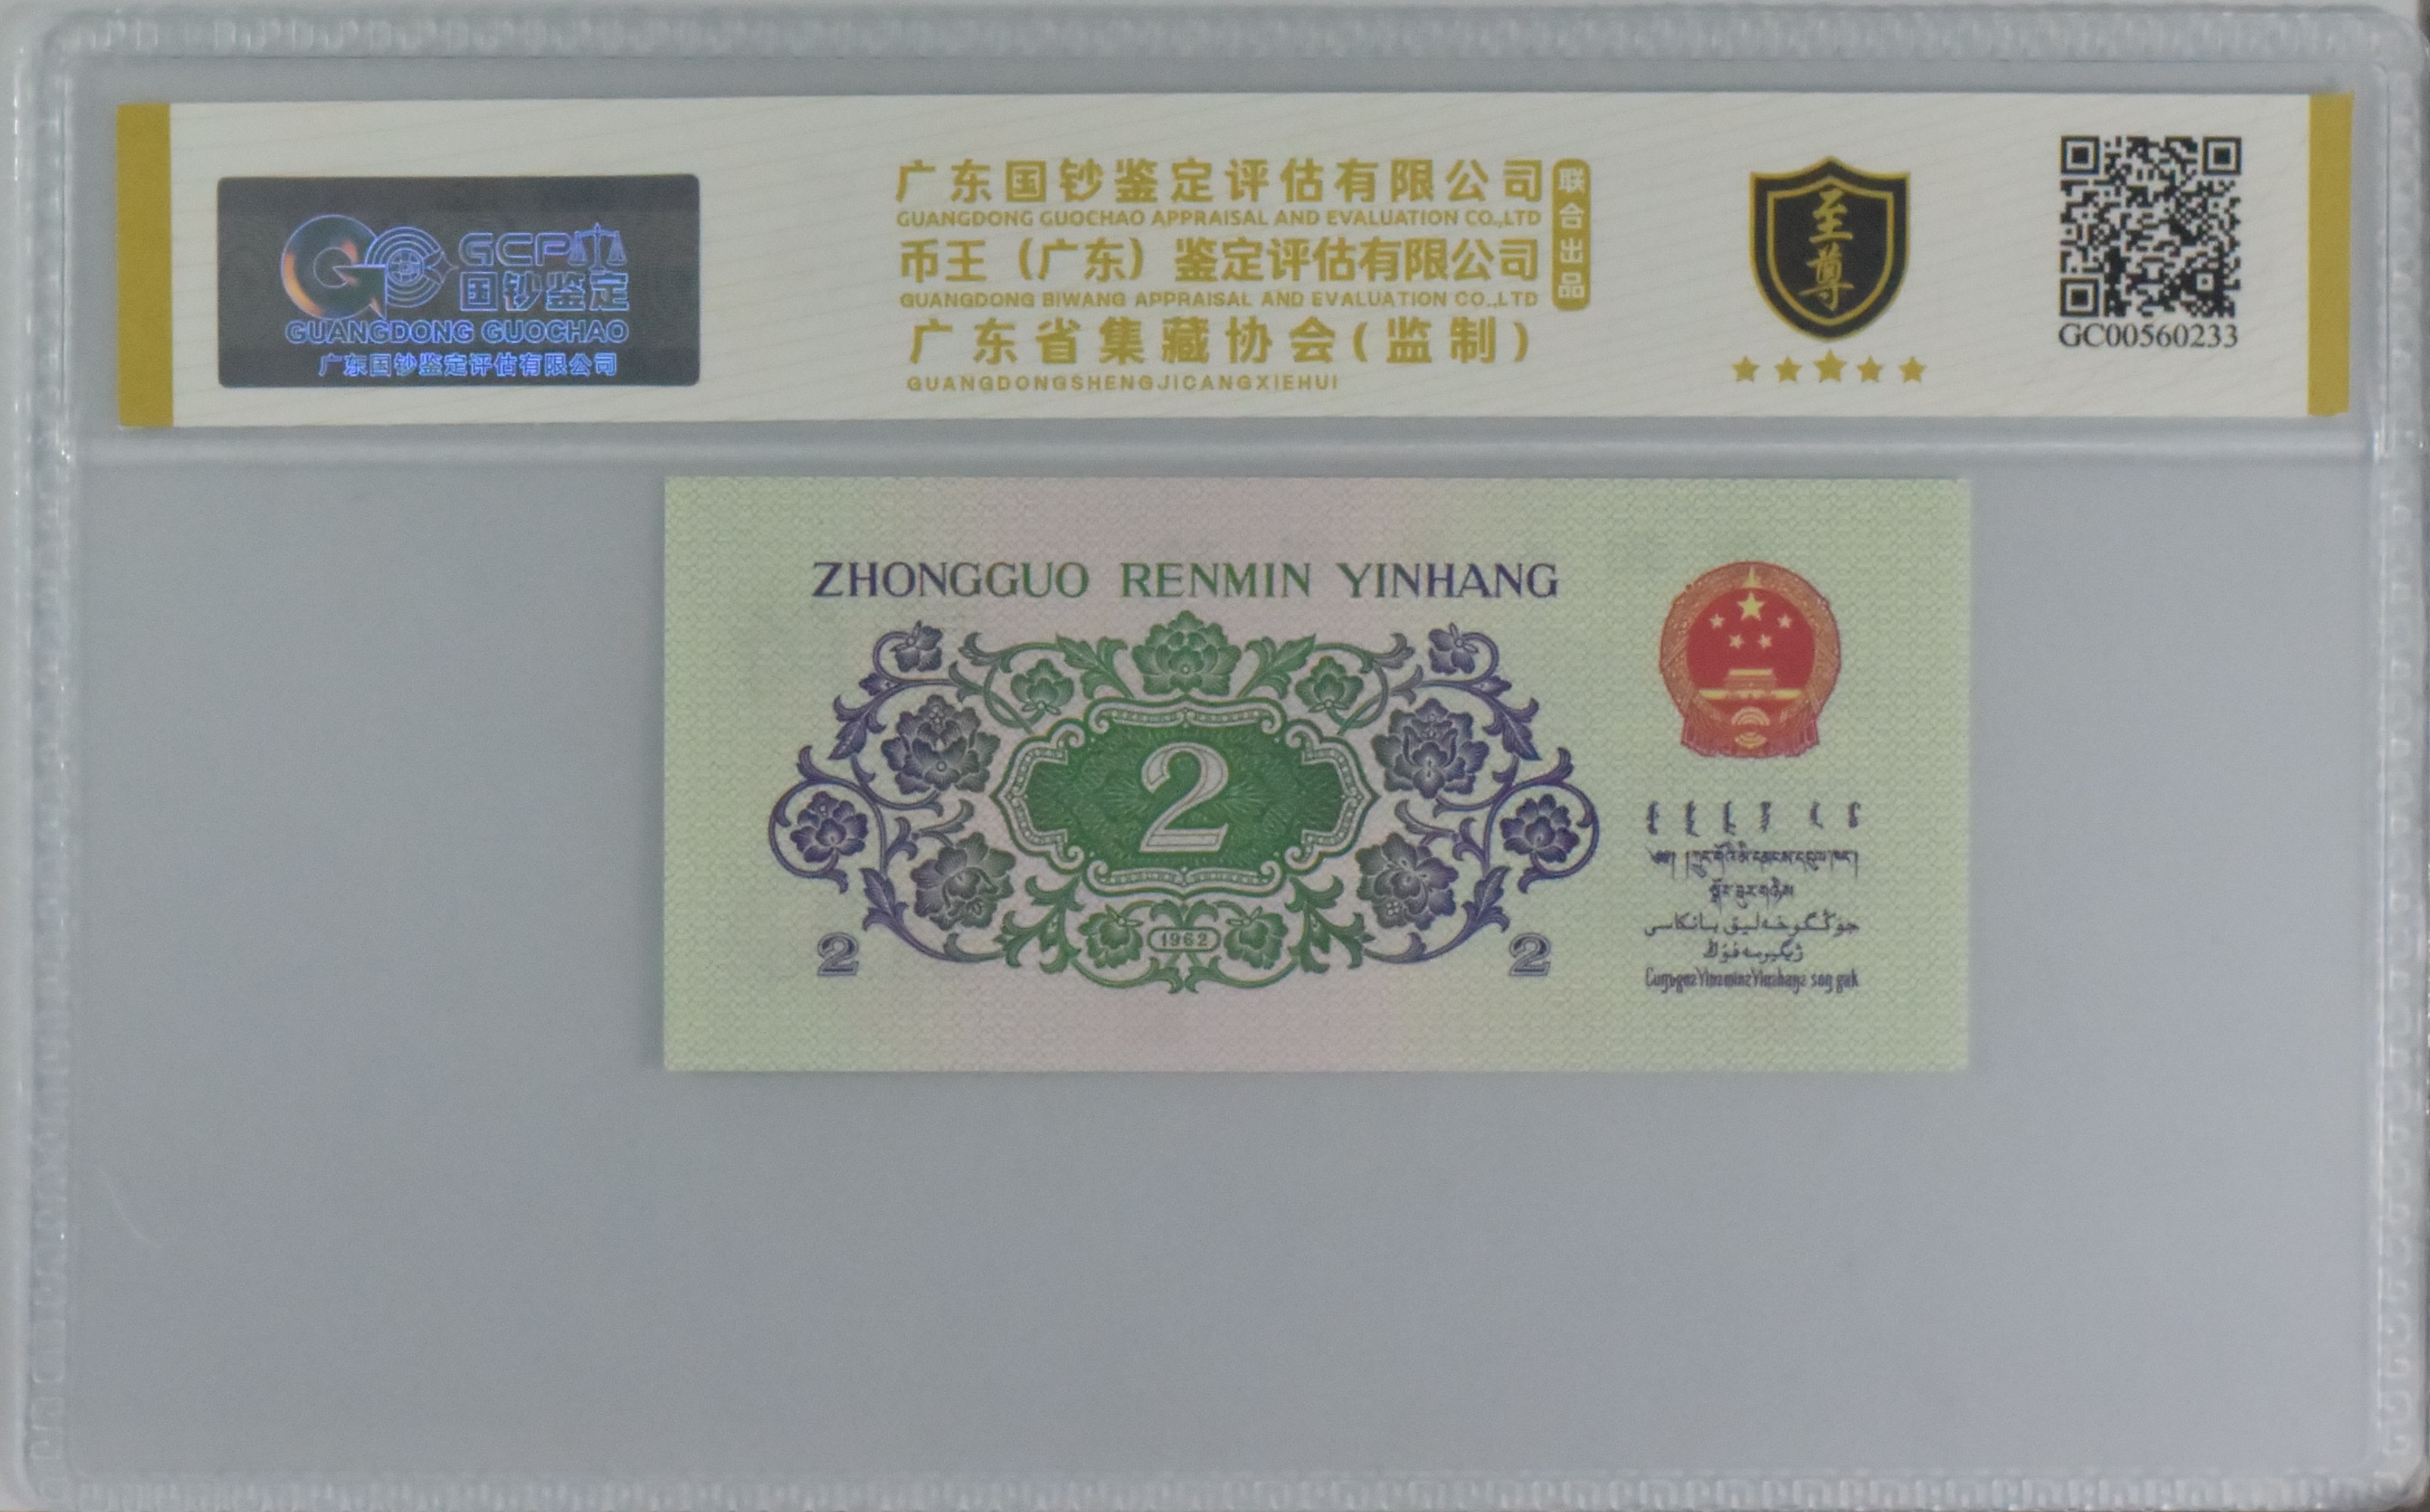 GCPA
国钞鉴定
GUANGDONG GUOCHAO
广东国钞鉴定评估有限公司
广东国钞鉴定评估有限公司
GUANGDONG GUOCHAO APPRAISAL AND EVALUATION CO.,LTD
币王（广东）鉴定评估有限公司
GUANGDONG BIWANG APPRAISAL AND EVALUATION CO.,LTD
广东省集藏协会(监制)
GUANGDONGSHENGJICANGXIEHUI
联合出品
至尊
GC00560233
ZHONGGUO RENMIN YINHANG
2
1962
2
2